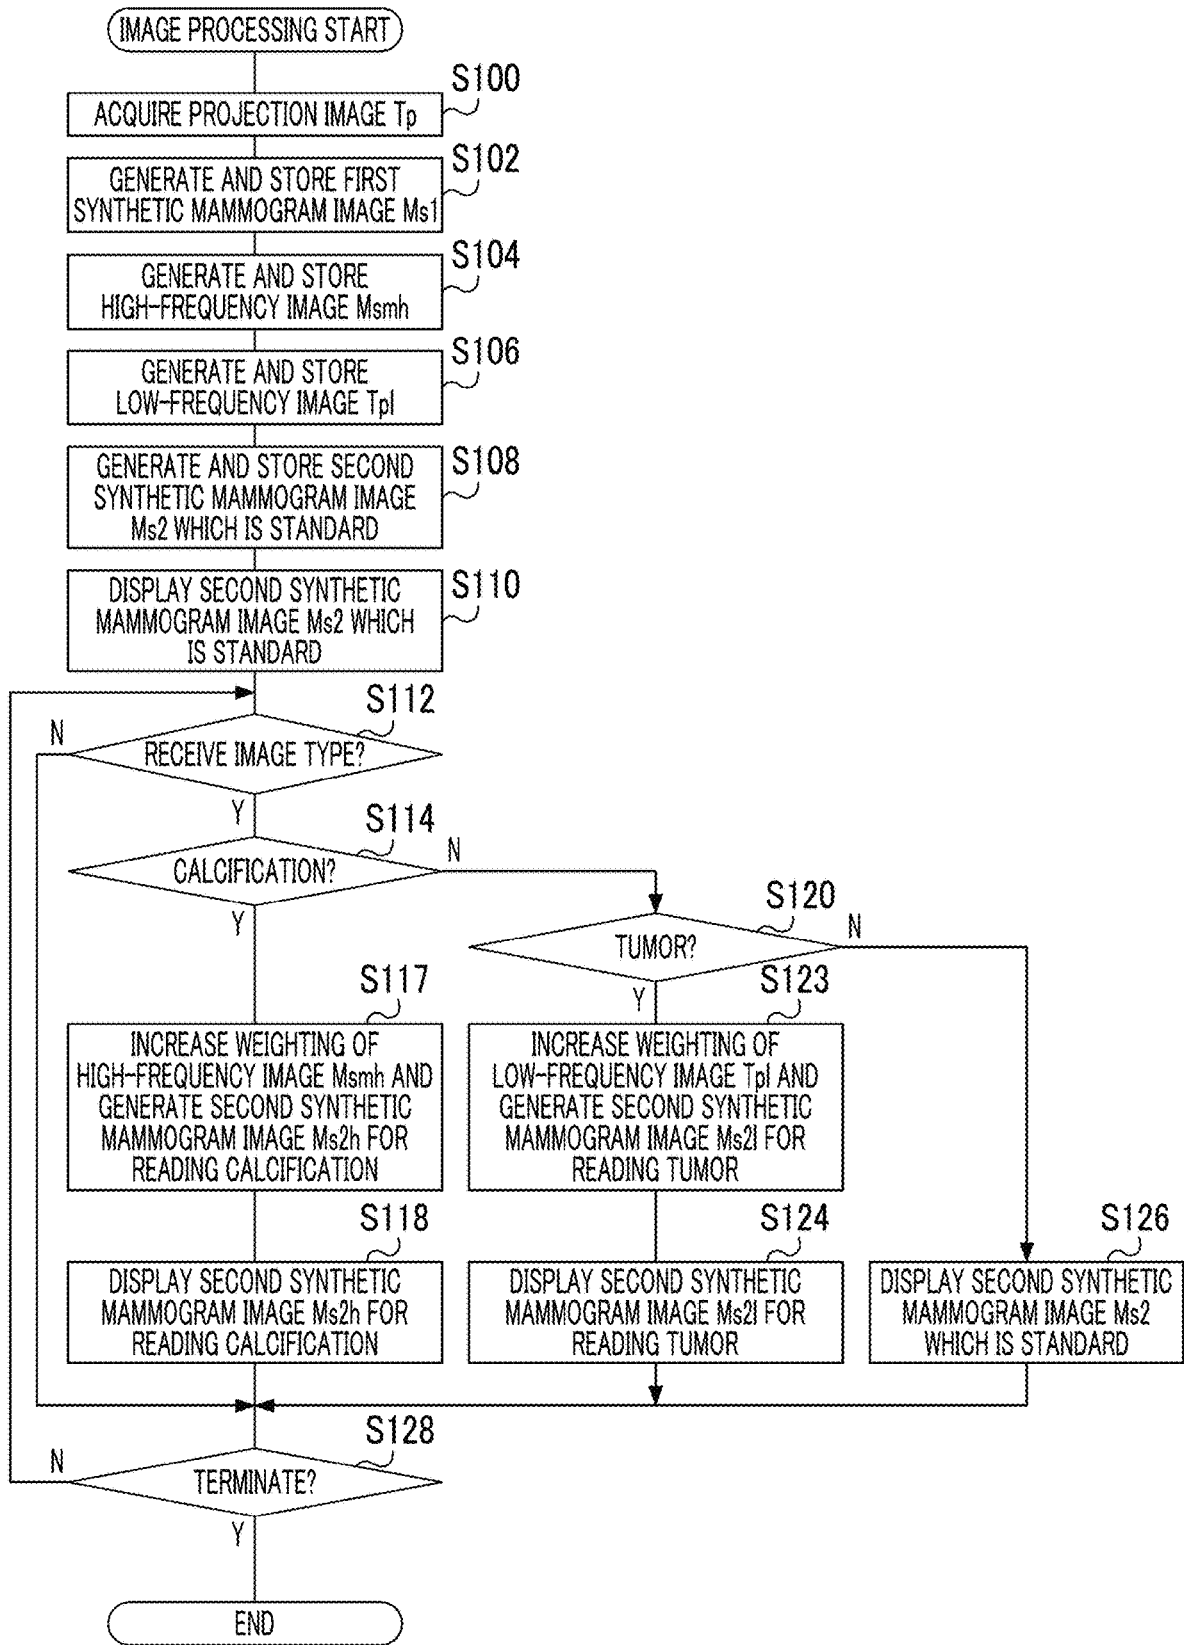 IMAGE PROCESSING START
S100
ACQUIRE PROJECTION IMAGE Tp
S102
GENERATE AND STORE FIRST
SYNTHETIC MAMMOGRAM IMAGE Ms1
S104
GENERATE AND STORE
HIGH-FREQUENCY IMAGE Msmh
S106
GENERATE AND STORE
LOW-FREQUENCY IMAGE Tpl
S108
GENERATE AND STORE SECOND
SYNTHETIC MAMMOGRAM IMAGE
Ms2 WHICH IS STANDARD
S110
DISPLAY SECOND SYNTHETIC
MAMMOGRAM IMAGE Ms2 WHICH
IS STANDARD
S112
N
RECEIVE IMAGE TYPE?
Y
S114
CALCIFICATION?
N
Y
S120
TUMOR?
N
Y
S117
INCREASE WEIGHTING OF
HIGH-FREQUENCY IMAGE Msmh AND
GENERATE SECOND SYNTHETIC
MAMMOGRAM IMAGE Ms2h FOR
READING CALCIFICATION
S123
INCREASE WEIGHTING OF
LOW-FREQUENCY IMAGE Tpl AND
GENERATE SECOND SYNTHETIC
MAMMOGRAM IMAGE Ms2l FOR
READING TUMOR
S118
DISPLAY SECOND SYNTHETIC
MAMMOGRAM IMAGE Ms2h FOR
READING CALCIFICATION
S124
DISPLAY SECOND SYNTHETIC
MAMMOGRAM IMAGE Ms2l FOR
READING TUMOR
S126
DISPLAY SECOND SYNTHETIC
MAMMOGRAM IMAGE Ms2
WHICH IS STANDARD
S128
N
TERMINATE?
Y
END